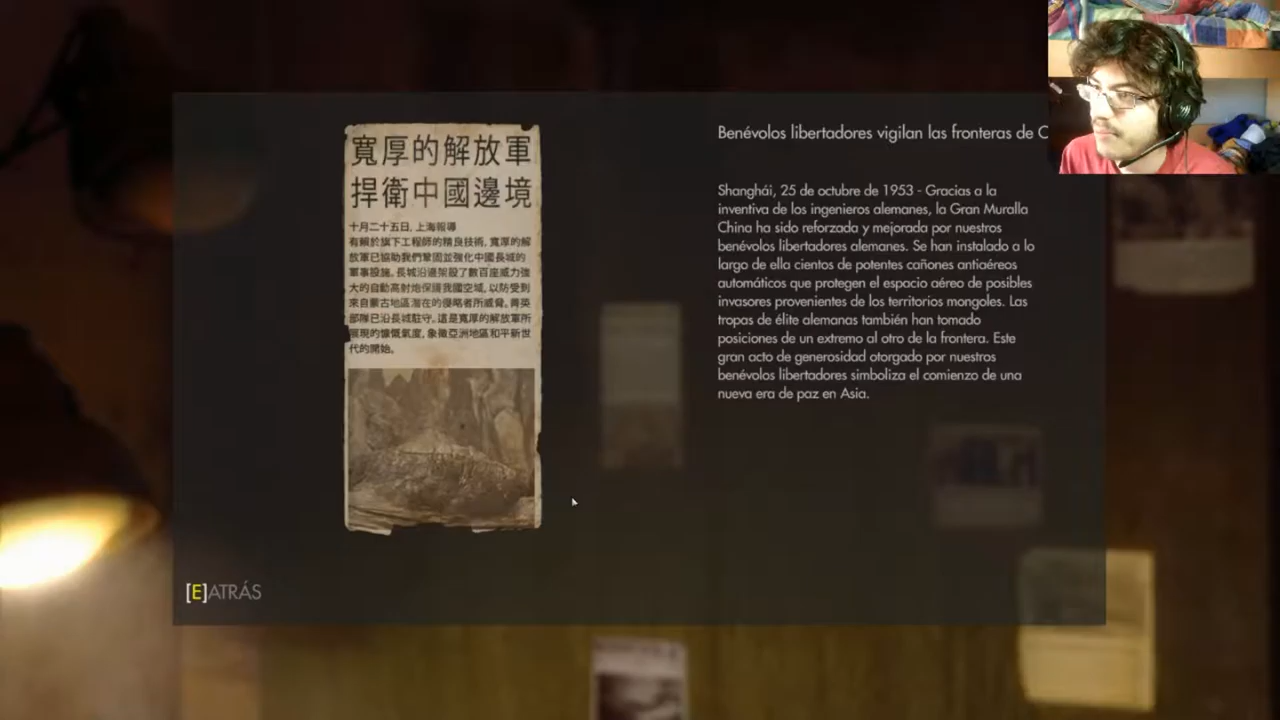 寬厚的解放軍
捍衛中國邊境
十月二十五日, 上海報導
有賴於旗下工程師的精良技術, 寬厚的解
放軍已協助我們鞏固並強化中國長城的
軍事設施。長城沿邊架設了數百座威力強
大的自動高射炮保護我國空域, 以防受到
來自蒙古地區潛在的侵略者所威脅。菁英
部隊已沿長城駐守, 這是寬厚的解放軍所
展現的慷慨氣度, 象徵亞洲地區和平新世
代的開始。
Benévolos libertadores vigilan las fronteras de C
Shanghái, 25 de octubre de 1953 - Gracias a la
inventiva de los ingenieros alemanes, la Gran Muralla
China ha sido reforzada y mejorada por nuestros
benévolos libertadores alemanes. Se han instalado a lo
largo de ella cientos de potentes cañones antiaéreos
automáticos que protegen el espacio aéreo de posibles
invasores provenientes de los territorios mongoles. Las
tropas de élite alemanas también han tomado
posiciones de un extremo al otro de la frontera. Este
gran acto de generosidad otorgado por nuestros
benévolos libertadores simboliza el comienzo de una
nueva era de paz en Asia.
[E]ATRÁS